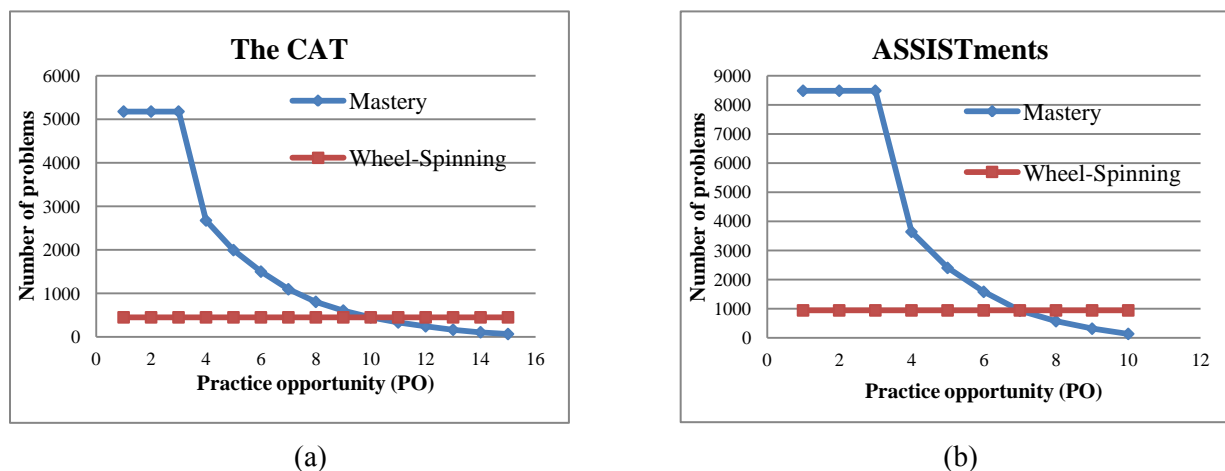 The CAT
6000
5000
4000
3000
2000
1000
0
0 2 4 6 8 10 12 14 16
Number of problems
Practice opportunity (PO)
Mastery
Wheel-Spinning
(a)
ASSISTments
9000
8000
7000
6000
5000
4000
3000
2000
1000
0
0 2 4 6 8 10 12
Number of problems
Practice opportunity (PO)
Mastery
Wheel-Spinning
(b)